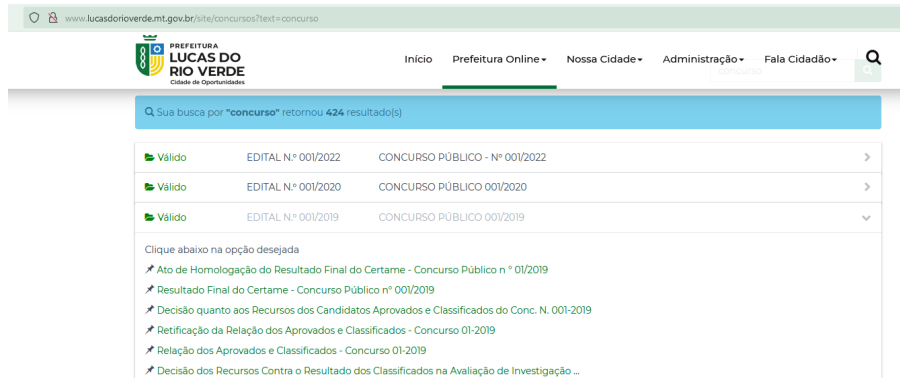 www.lucasdorioverde.mt.gov.br/site/concursos?text=concurso
PREFEITURA
LUCAS DO
RIO VERDE
Cidade de Oportunidades
Início Prefeitura Online Nossa Cidade Administração Fala Cidadão
concurso
Sua busca por "concurso" retornou 424 resultado(s)
Válido EDITAL N.º 001/2022 CONCURSO PÚBLICO - Nº 001/2022
Válido EDITAL N.º 001/2020 CONCURSO PÚBLICO 001/2020
Válido EDITAL N.º 001/2019 CONCURSO PÚBLICO 001/2019
Clique abaixo na opção desejada
Ato de Homologação do Resultado Final do Certame - Concurso Público n º 01/2019
Resultado Final do Certame - Concurso Público nº 001/2019
Decisão quanto aos Recursos dos Candidatos Aprovados e Classificados do Conc. N. 001-2019
Retificação da Relação dos Aprovados e Classificados - Concurso 01-2019
Relação dos Aprovados e Classificados - Concurso 01-2019
Decisão dos Recursos Contra o Resultado dos Classificados na Avaliação de Investigação ...